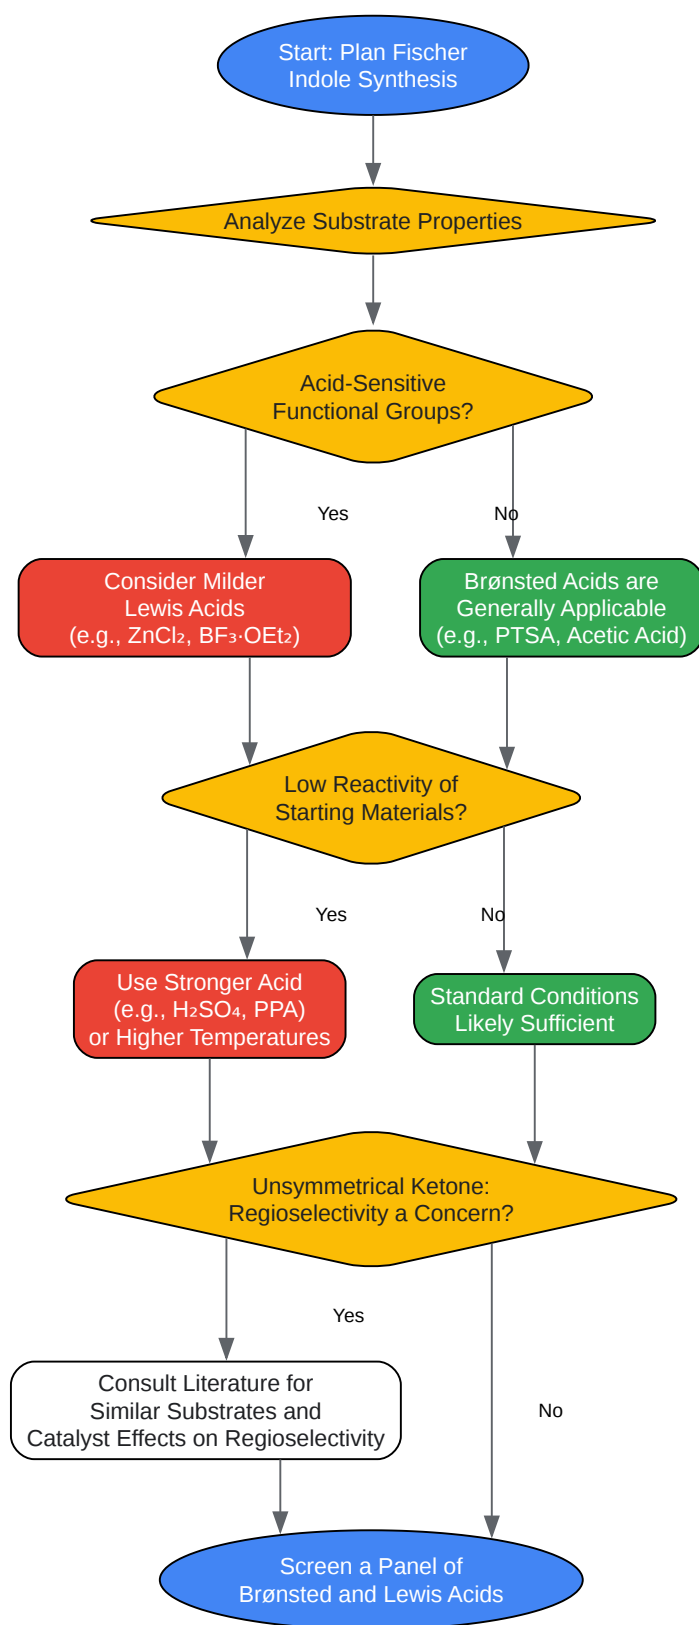 Start: Plan Fischer
Indole Synthesis
Analyze Substrate Properties
Acid-Sensitive
Functional Groups?
Yes
No
Consider Milder
Lewis Acids
(e.g., ZnCl₂, BF₃·OEt₂)
Brønsted Acids are
Generally Applicable
(e.g., PTSA, Acetic Acid)
Low Reactivity of
Starting Materials?
Yes
No
Use Stronger Acid
(e.g., H₂SO₄, PPA)
or Higher Temperatures
Standard Conditions
Likely Sufficient
Unsymmetrical Ketone:
Regioselectivity a Concern?
Yes
Consult Literature for
Similar Substrates and
Catalyst Effects on Regioselectivity
No
Screen a Panel of
Brønsted and Lewis Acids